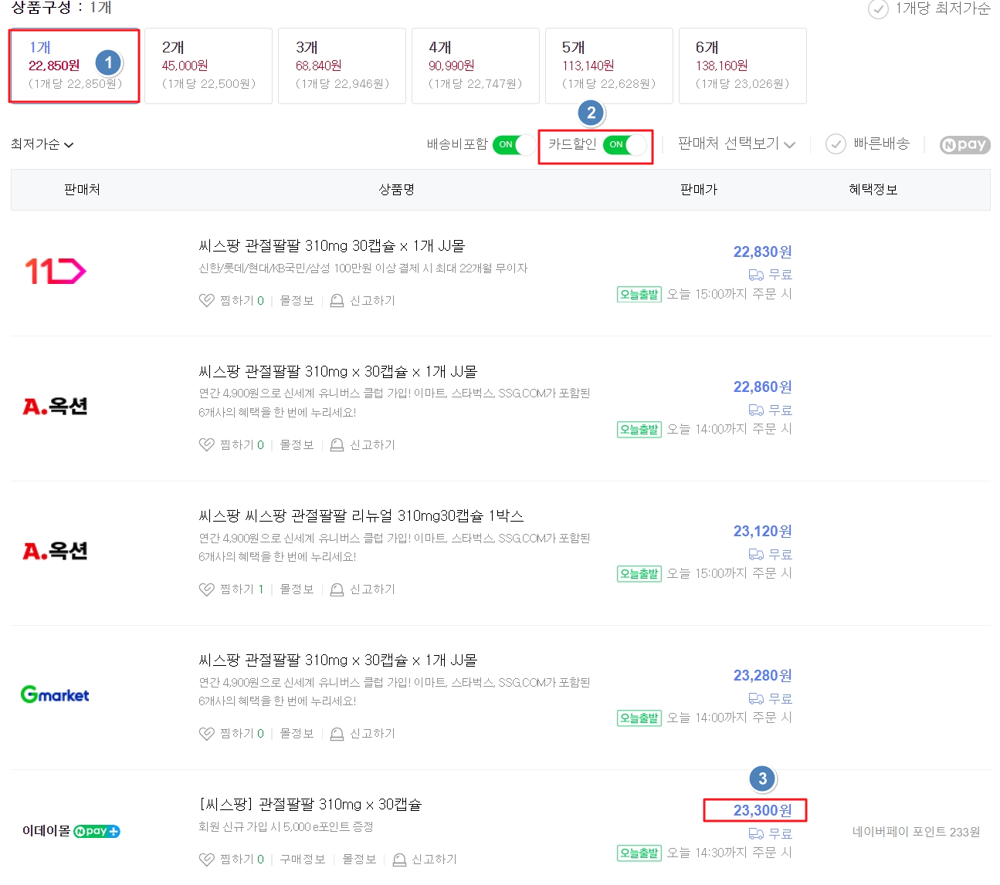 상품구성 : 1개
1개당 최저가순
1개
22,850원
(1개당 22,850원)
1
2개
45,000원
(1개당 22,500원)
3개
68,840원
(1개당 22,946원)
4개
90,990원
(1개당 22,747원)
5개
113,140원
(1개당 22,628원)
6개
138,160원
(1개당 23,026원)
2
최저가순
배송비포함 ON
카드할인 ON
판매처 선택보기
빠른배송
N pay
판매처 상품명 판매가 혜택정보
11
씨스팡 관절팔팔 310mg 30캡슐 x 1개 JJ몰
신한/롯데/현대/KB국민/삼성 100만원 이상 결제 시 최대 22개월 무이자
찜하기 0 | 몰정보 | 신고하기
22,830원
무료
오늘출발 오늘 15:00까지 주문 시
A.옥션
씨스팡 관절팔팔 310mg x 30캡슐 x 1개 JJ몰
연간 4,900원으로 신세계 유니버스 클럽 가입! 이마트, 스타벅스, SSG.COM가 포함된
6개사의 혜택을 한 번에 누리세요!
찜하기 0 | 몰정보 | 신고하기
22,860원
무료
오늘출발 오늘 14:00까지 주문 시
A.옥션
씨스팡 씨스팡 관절팔팔 리뉴얼 310mg30캡슐 1박스
연간 4,900원으로 신세계 유니버스 클럽 가입! 이마트, 스타벅스, SSG.COM가 포함된
6개사의 혜택을 한 번에 누리세요!
찜하기 1 | 몰정보 | 신고하기
23,120원
무료
오늘출발 오늘 15:00까지 주문 시
Gmarket
씨스팡 관절팔팔 310mg x 30캡슐 x 1개 JJ몰
연간 4,900원으로 신세계 유니버스 클럽 가입! 이마트, 스타벅스, SSG.COM가 포함된
6개사의 혜택을 한 번에 누리세요!
찜하기 0 | 몰정보 | 신고하기
23,280원
무료
오늘출발 오늘 14:00까지 주문 시
3
이데이몰 N pay +
[씨스팡] 관절팔팔 310mg x 30캡슐
회원 신규 가입 시 5,000 e포인트 증정
찜하기 0 | 구매정보 | 몰정보 | 신고하기
23,300원
무료
오늘출발 오늘 14:30까지 주문 시
네이버페이 포인트 233원